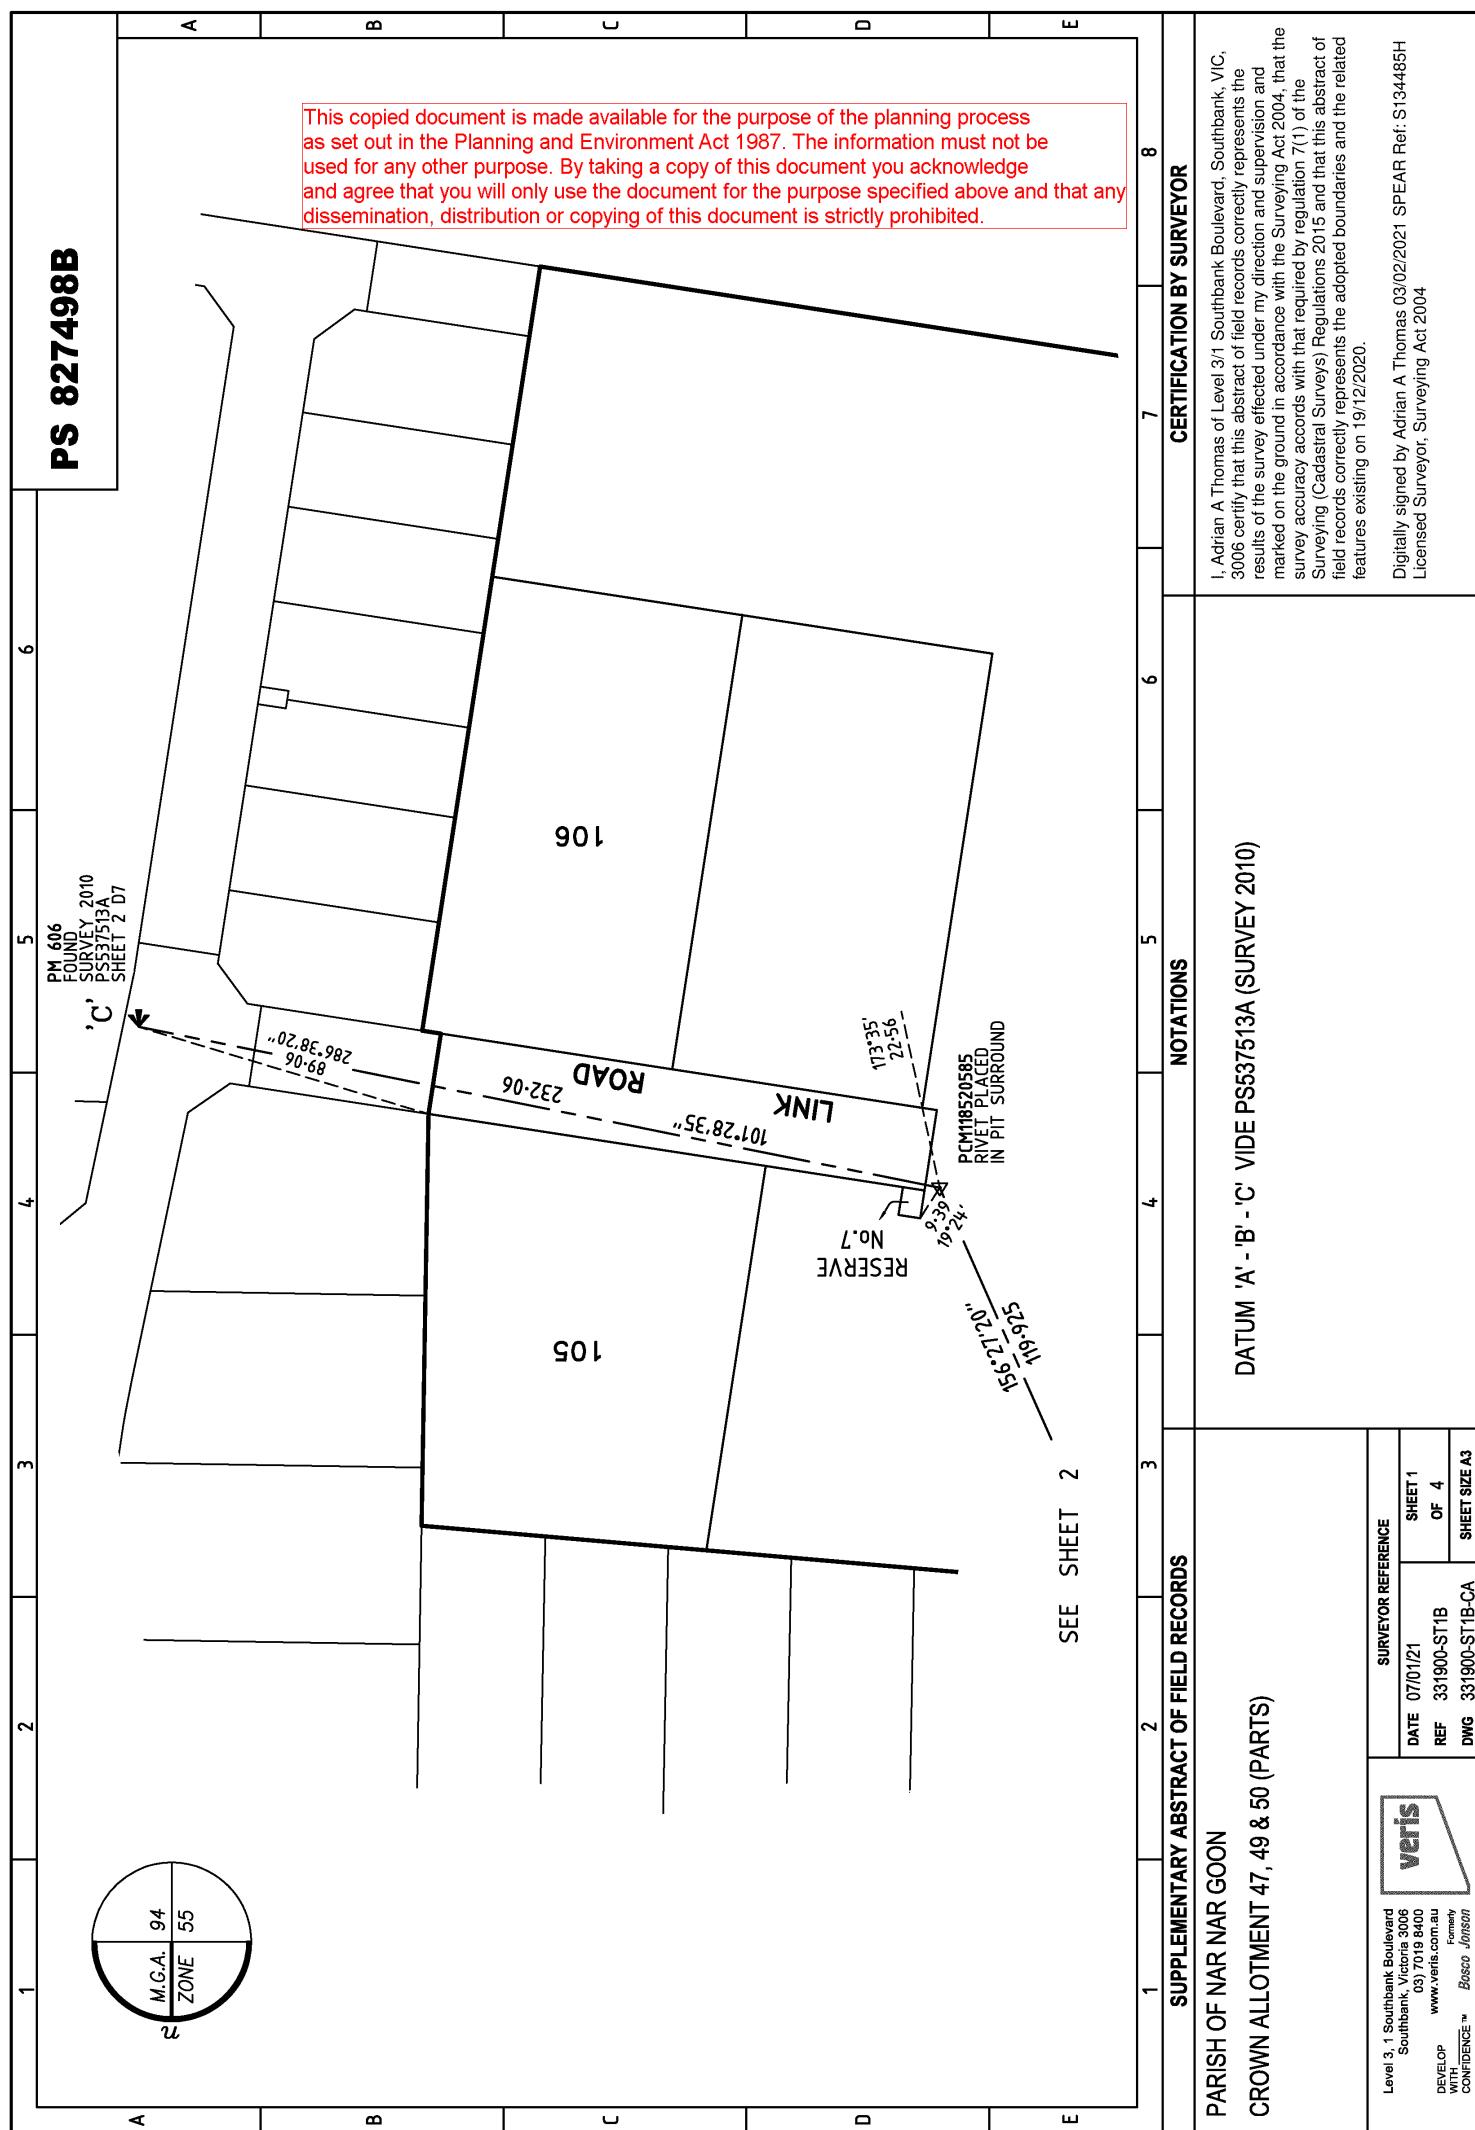 This copied document is made available for the purpose of the planning process
as set out in the Planning and Environment Act 1987. The information must not be
used for any other purpose. By taking a copy of this document you acknowledge
and agree that you will only use the document for the purpose specified above and that any
dissemination, distribution or copying of this document is strictly prohibited.
PS 827498B
1
2
3
4
5
6
A
B
C
D
E
M.G.A. 94
ZONE 55
n
'C'
PM 606
FOUND
SURVEY 2010
PS537513A
SHEET 2 D7
286°38'20"
89·06
232·06
101°28'35"
LINK
ROAD
105
106
173°35'
22·56
PCM118520585
RIVET PLACED
IN PIT SURROUND
RESERVE
No.7
9·39
19°24'
156°27'20"
119·925
SEE SHEET 2
A
B
C
D
E
1
2
3
4
5
6
7
8
SUPPLEMENTARY ABSTRACT OF FIELD RECORDS
PARISH OF NAR NAR GOON
CROWN ALLOTMENT 47, 49 & 50 (PARTS)
NOTATIONS
DATUM 'A' - 'B' - 'C' VIDE PS537513A (SURVEY 2010)
CERTIFICATION BY SURVEYOR
I, Adrian A Thomas of Level 3/1 Southbank Boulevard, Southbank, VIC,
3006 certify that this abstract of field records correctly represents the
results of the survey effected under my direction and supervision and
marked on the ground in accordance with the Surveying Act 2004, that the
survey accuracy accords with that required by regulation 7(1) of the
Surveying (Cadastral Surveys) Regulations 2015 and that this abstract of
field records correctly represents the adopted boundaries and the related
features existing on 19/12/2020.
Digitally signed by Adrian A Thomas 03/02/2021 SPEAR Ref: S134485H
Licensed Surveyor, Surveying Act 2004
Level 3, 1 Southbank Boulevard
Southbank, Victoria 3006
03) 7019 8400
www.veris.com.au
DEVELOP
WITH
CONFIDENCE ™
Formerly
Bosco Jonson
veris
SURVEYOR REFERENCE
DATE 07/01/21
REF 331900-ST1B
DWG 331900-ST1B-CA
SHEET 1
OF 4
SHEET SIZE A3